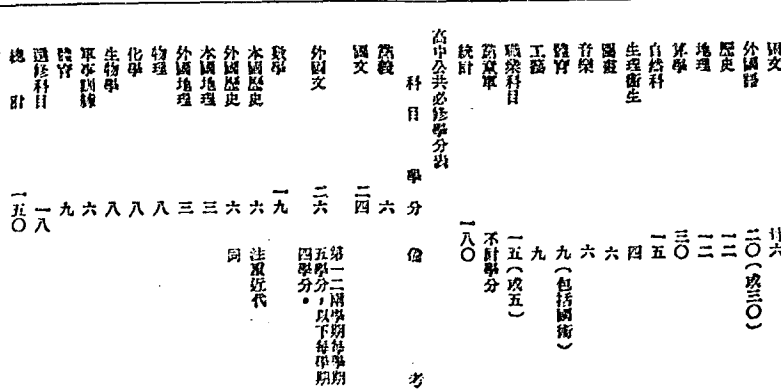 國文 廿六
外國語 二〇(或三〇)
歷史 一二
地理 一二
算學 三〇
自然科 一五
生理衞生 四
圖畫 六
音樂 六
體育 九(包括國術)
工藝 九
職業科目 一五(或五)
黨童軍 不計學分
統計 一八〇
高中公共必修學分表
科目 學分 備考
黨義 六
國文 二四
外國文 二六 第一二兩學期每學期
五學分,以下每學期
四學分。
數學 一九
本國歷史 六 注重近代
外國歷史 六 同
本國地理 三
外國地理 三
物理 八
化學 八
生物學 八
軍事訓練 六
體育 九
選修科目 一八
總計 一五〇